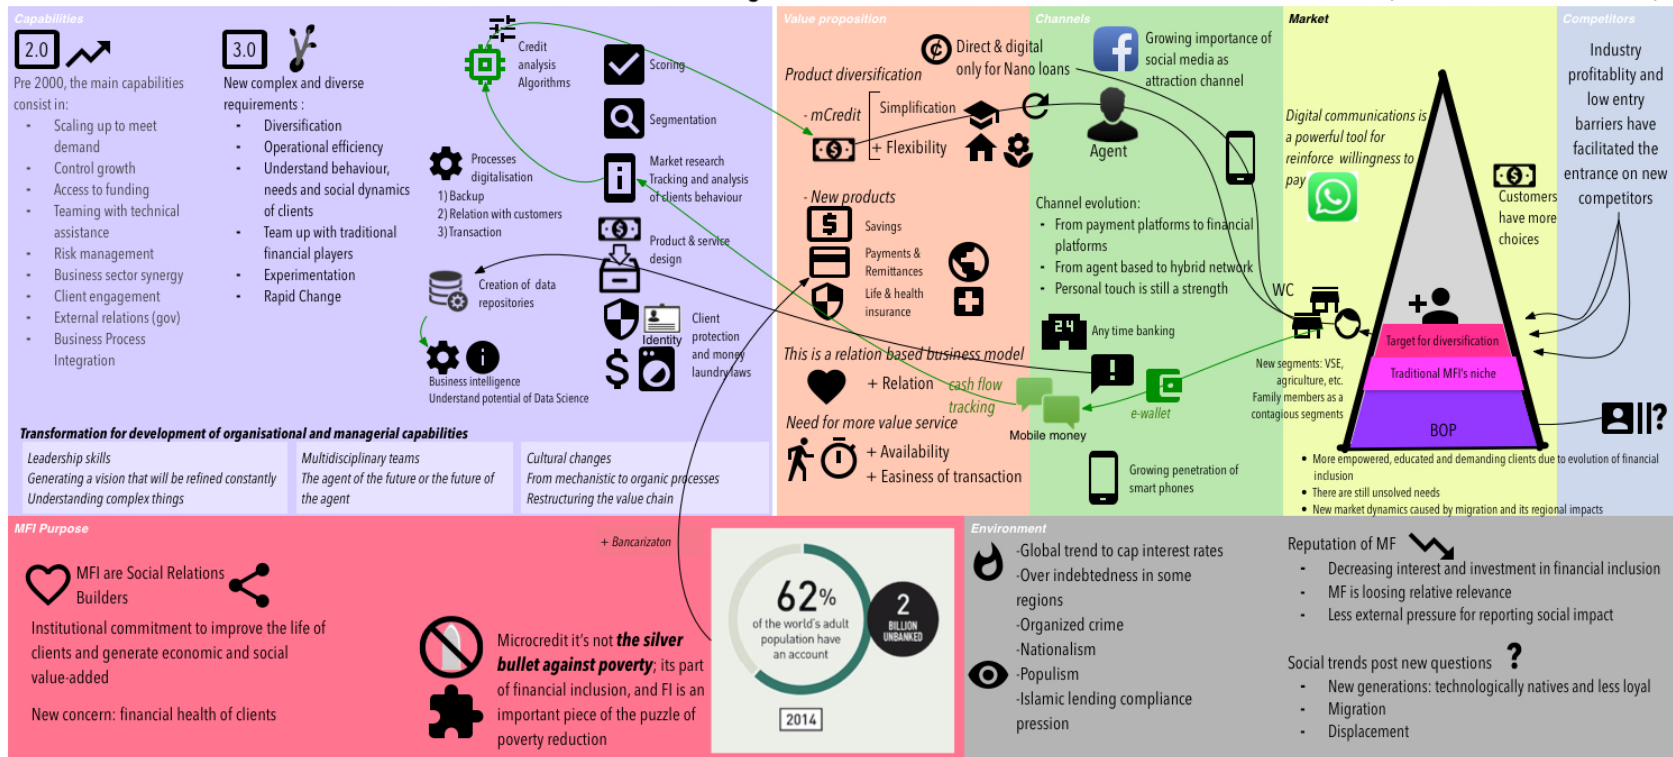 Capabilities
2.0
Pre 2000, the main capabilities
consist in:
- Scaling up to meet
demand
- Control growth
- Access to funding
- Teaming with technical
assistance
- Risk management
- Business sector synergy
- Client engagement
- External relations (gov)
- Business Process
Integration
3.0
New complex and diverse
requirements :
- Diversification
- Operational efficiency
- Understand behaviour,
needs and social dynamics
of clients
- Team up with traditional
financial players
- Experimentation
- Rapid Change
Credit
analysis
Algorithms
Processes
digitalisation
1) Backup
2) Relation with customers
3) Transaction
Creation of data
repositories
Business intelligence
Understand potential of Data Science
Scoring
Segmentation
Market research
Tracking and analysis
of clients behaviour
Product & service
design
Identity
Client
protection
and money
laundry laws
Transformation for development of organisational and managerial capabilities
Leadership skills
Generating a vision that will be refined constantly
Understanding complex things
Multidisciplinary teams
The agent of the future or the future of
the agent
Cultural changes
From mechanistic to organic processes
Restructuring the value chain
Value proposition
Direct & digital
only for Nano loans
Product diversification
- mCredit
Simplification
+ Flexibility
- New products
Savings
Payments &
Remittances
Life & health
insurance
This is a relation based business model
+ Relation
cash flow
tracking
Need for more value service
+ Availability
+ Easiness of transaction
Channels
Growing importance of
social media as
attraction channel
Agent
Channel evolution:
- From payment platforms to financial
platforms
- From agent based to hybrid network
- Personal touch is still a strength
24
Any time banking
e-wallet
Mobile money
Growing penetration of
smart phones
Market
Digital communications is
a powerful tool for
reinforce willingness to
pay
Customers
have more
choices
WC
New segments: VSE,
agriculture, etc.
Family members as a
contagious segments
Target for diversification
Traditional MFI's niche
BOP
• More empowered, educated and demanding clients due to evolution of financial
inclusion
• There are still unsolved needs
• New market dynamics caused by migration and its regional impacts
Competitors
Industry
profitablity and
low entry
barriers have
facilitated the
entrance on new
competitors
?
MFI Purpose
MFI are Social Relations
Builders
Institutional commitment to improve the life of
clients and generate economic and social
value-added
New concern: financial health of clients
Microcredit it's not the silver
bullet against poverty; its part
of financial inclusion, and FI is an
important piece of the puzzle of
poverty reduction
+ Bancarizaton
62%
of the world's adult
population have
an account
2
BILLION
UNBANKED
2014
Environment
-Global trend to cap interest rates
-Over indebtedness in some
regions
-Organized crime
-Nationalism
-Populism
-Islamic lending compliance
pression
Reputation of MF
- Decreasing interest and investment in financial inclusion
- MF is loosing relative relevance
- Less external pressure for reporting social impact
Social trends post new questions ?
- New generations: technologically natives and less loyal
- Migration
- Displacement